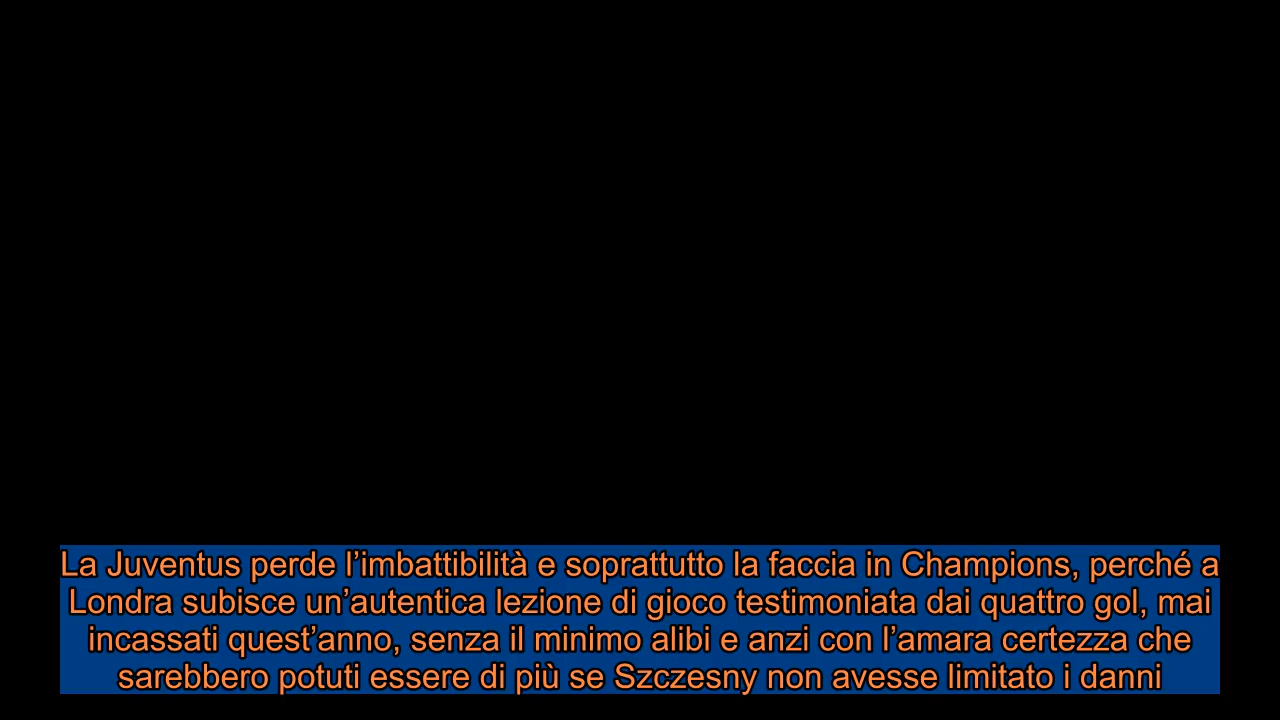 La Juventus perde l’imbattibilità e soprattutto la faccia in Champions, perché a
Londra subisce un’autentica lezione di gioco testimoniata dai quattro gol, mai
incassati quest’anno, senza il minimo alibi e anzi con l’amara certezza che
sarebbero potuti essere di più se Szczesny non avesse limitato i danni